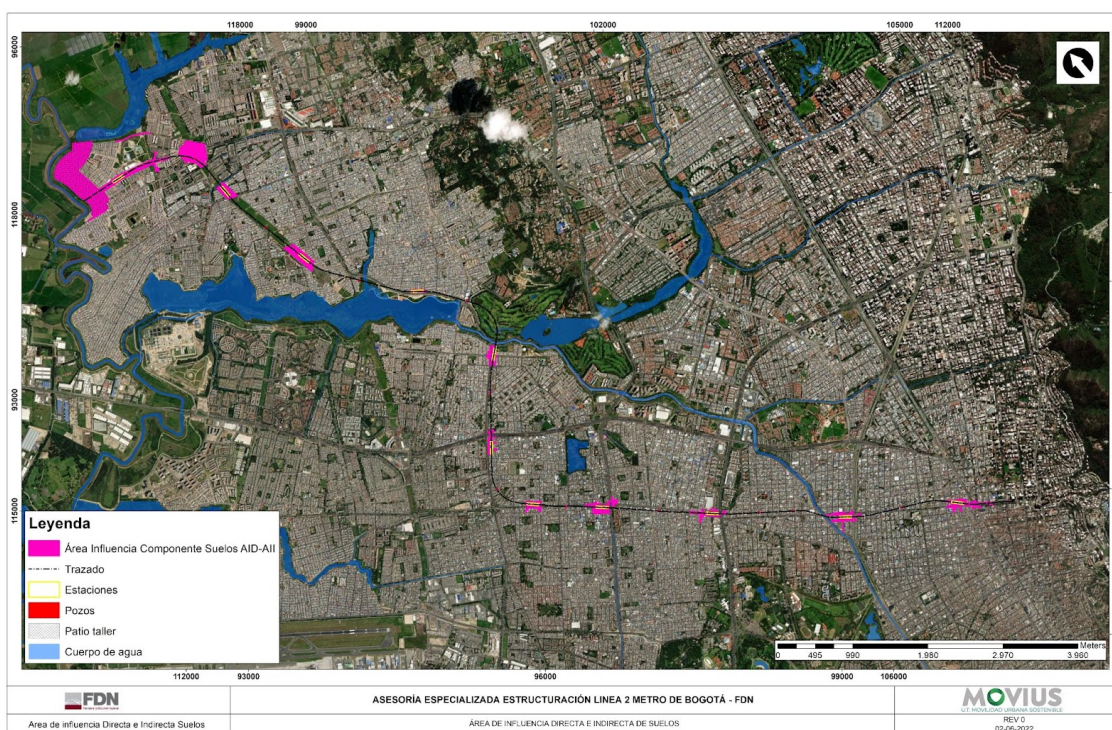 118000 99000 102000 105000 112000
96000
118000
93000
115000
Leyenda
Área Influencia Componente Suelos AID-AII
Trazado
Estaciones
Pozos
Patio taller
Cuerpo de agua
Meters
0 495 990 1.980 2.970 3.960
112000 93000 96000 99000 106000
FDN
Area de influencia Directa e Indirecta Suelos
ASESORÍA ESPECIALIZADA ESTRUCTURACIÓN LINEA 2 METRO DE BOGOTÁ - FDN
ÁREA DE INFLUENCIA DIRECTA E INDIRECTA DE SUELOS
MOVIUS
U.T. MOVILIDAD URBANA SOSTENIBLE
REV 0
02-06-2022